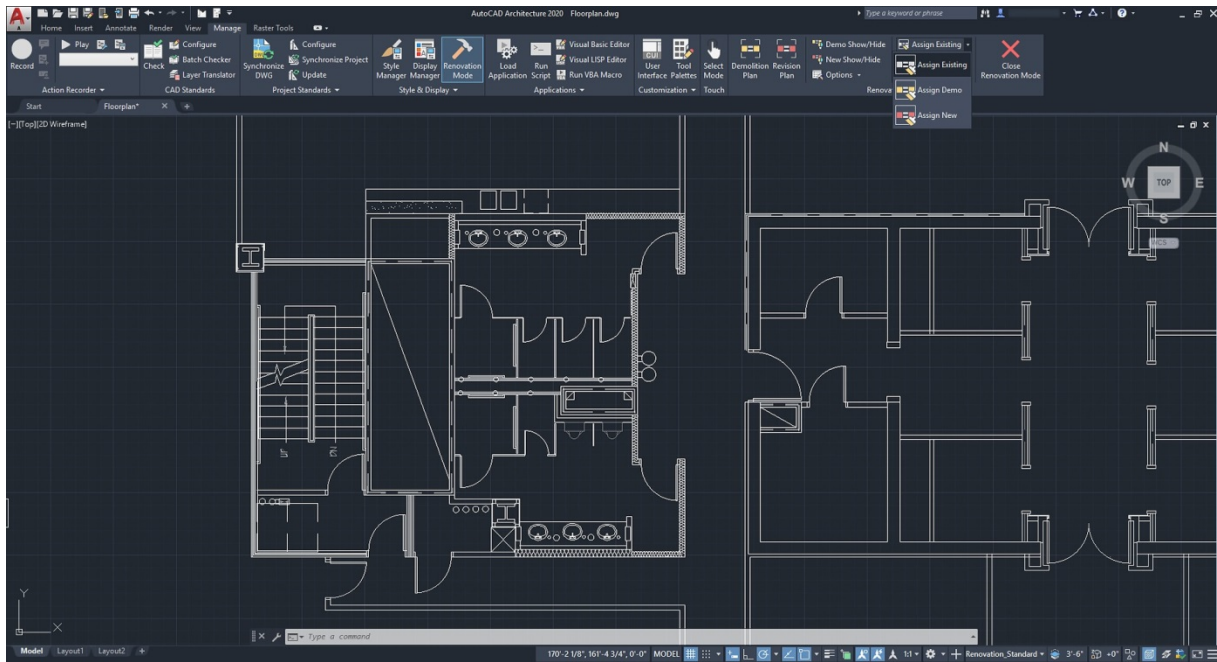 AutoCAD Architecture 2020 Floorplan.dwg
Type a keyword or phrase
Home Insert Annotate Render View Manage Raster Tools
Record
Play
Action Recorder
Check
Configure
Batch Checker
Layer Translator
CAD Standards
Synchronize
DWG
Configure
Synchronize Project
Update
Project Standards
Style
Manager
Display
Manager
Renovation
Mode
Style & Display
Load
Application
Run
Script
Visual Basic Editor
Visual LISP Editor
Run VBA Macro
Applications
CUI
User
Interface
Tool
Palettes
Customization
Select
Mode
Touch
Demolition
Plan
Revision
Plan
Demo Show/Hide
New Show/Hide
Options
Renova
Assign Existing
Assign Existing
Assign Demo
Assign New
Close
Renovation Mode
Start Floorplan* × +
[-][Top][2D Wireframe]
N
W TOP E
S
WCS
UP
Y
X
Type a command
Model Layout1 Layout2 +
170'-2 1/8", 161'-4 3/4", 0'-0" MODEL 1:1 Renovation_Standard 3'-6" +0"